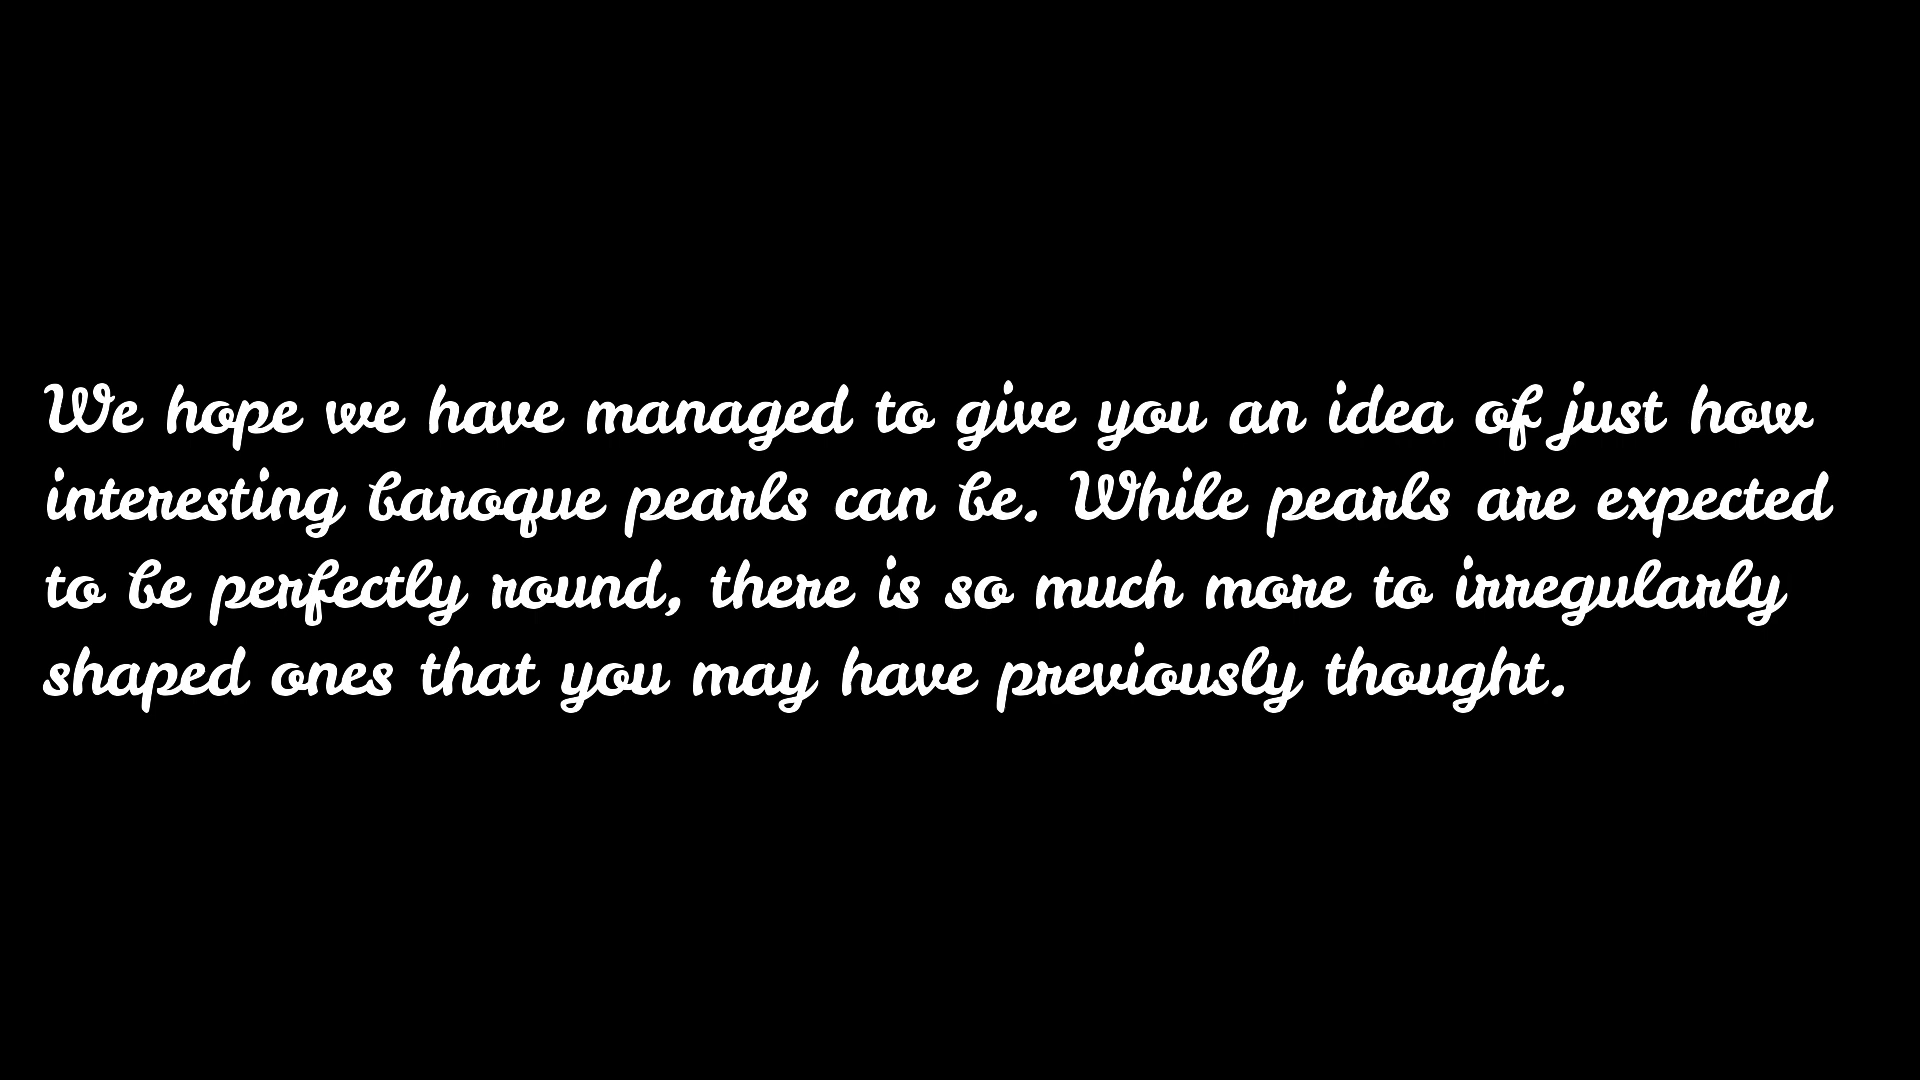 We hope we have managed to give you an idea of just how
interesting baroque pearls can be. While pearls are expected
to be perfectly round, there is so much more to irregularly
shaped ones that you may have previously thought.